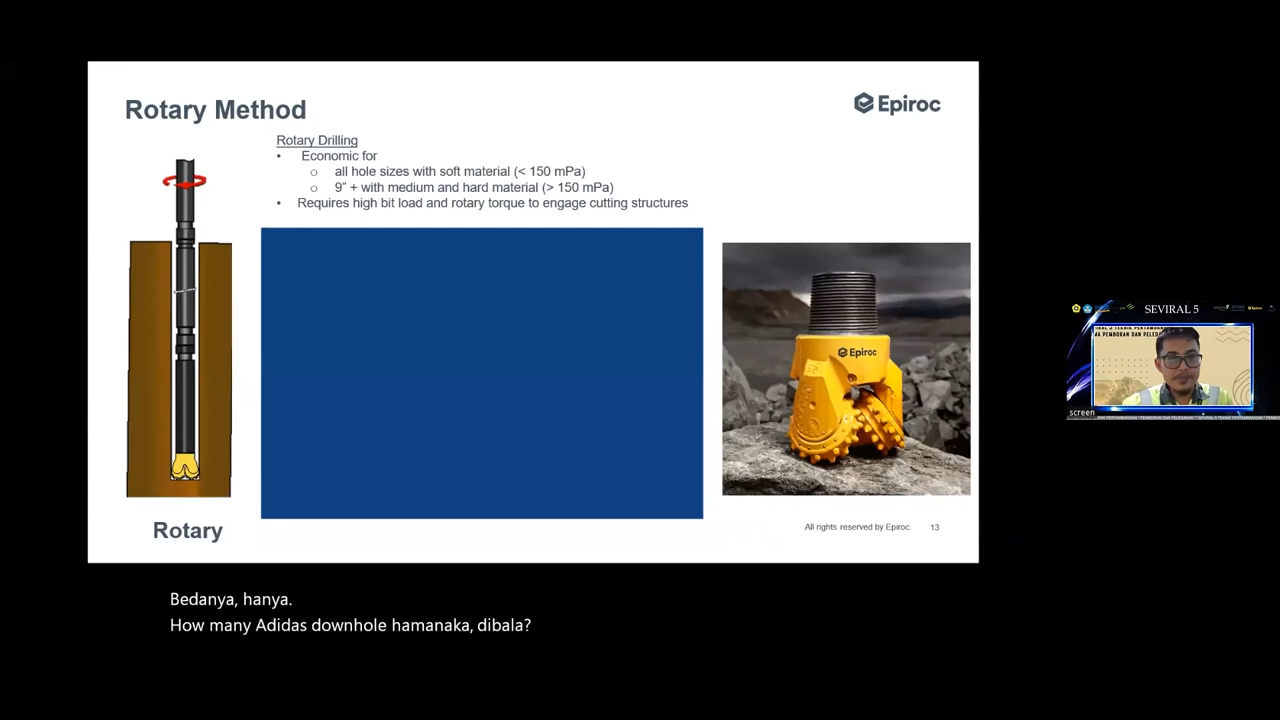 Rotary Method
Epiroc
Rotary Drilling
• Economic for
o all hole sizes with soft material (< 150 mPa)
o 9” + with medium and hard material (> 150 mPa)
• Requires high bit load and rotary torque to engage cutting structures
Epiroc
Rotary
All rights reserved by Epiroc 13
SEVIRAL 5
screen
Bedanya, hanya.
How many Adidas downhole hamanaka, dibala?